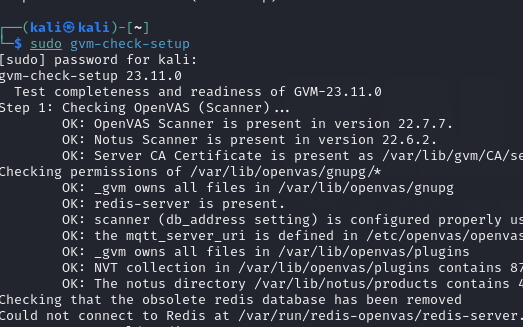 ┌──(kali㉿kali)-[~]
└─$ sudo gvm-check-setup
[sudo] password for kali:
gvm-check-setup 23.11.0
  Test completeness and readiness of GVM-23.11.0
Step 1: Checking OpenVAS (Scanner)...
        OK: OpenVAS Scanner is present in version 22.7.7.
        OK: Notus Scanner is present in version 22.6.2.
        OK: Server CA Certificate is present as /var/lib/gvm/CA/se
Checking permissions of /var/lib/openvas/gnupg/*
        OK: _gvm owns all files in /var/lib/openvas/gnupg
        OK: redis-server is present.
        OK: scanner (db_address setting) is configured properly us
        OK: the mqtt_server_uri is defined in /etc/openvas/openvas
        OK: _gvm owns all files in /var/lib/openvas/plugins
        OK: NVT collection in /var/lib/openvas/plugins contains 87
        OK: The notus directory /var/lib/notus/products contains 4
Checking that the obsolete redis database has been removed
Could not connect to Redis at /var/run/redis-openvas/redis-server.